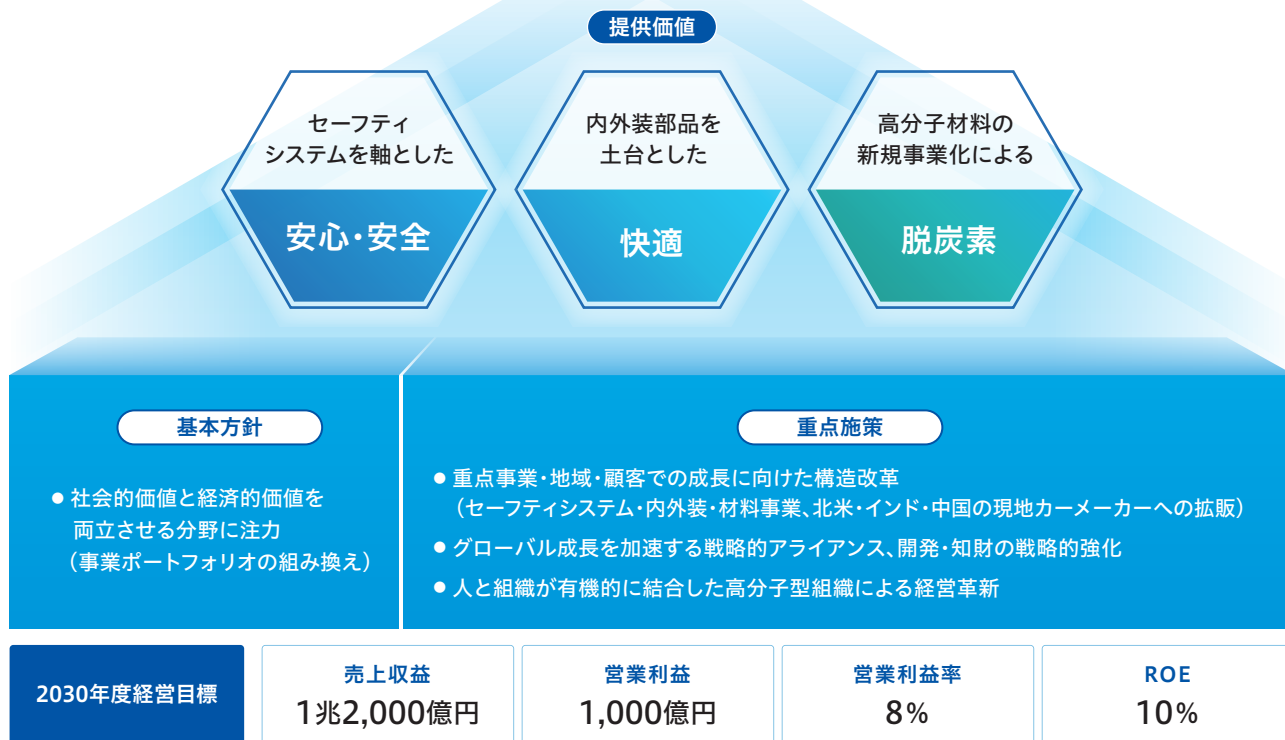 提供価値
セーフティ
システムを軸とした
安心・安全
内外装部品を
土台とした
快適
高分子材料の
新規事業化による
脱炭素
基本方針
● 社会的価値と経済的価値を
両立させる分野に注力
（事業ポートフォリオの組み換え）
重点施策
● 重点事業・地域・顧客での成長に向けた構造改革
（セーフティシステム・内外装・材料事業、北米・インド・中国の現地カーメーカーへの拡販）
● グローバル成長を加速する戦略的アライアンス、開発・知財の戦略的強化
● 人と組織が有機的に結合した高分子型組織による経営革新
2030年度経営目標
売上収益
1兆2,000億円
営業利益
1,000億円
営業利益率
8%
ROE
10%